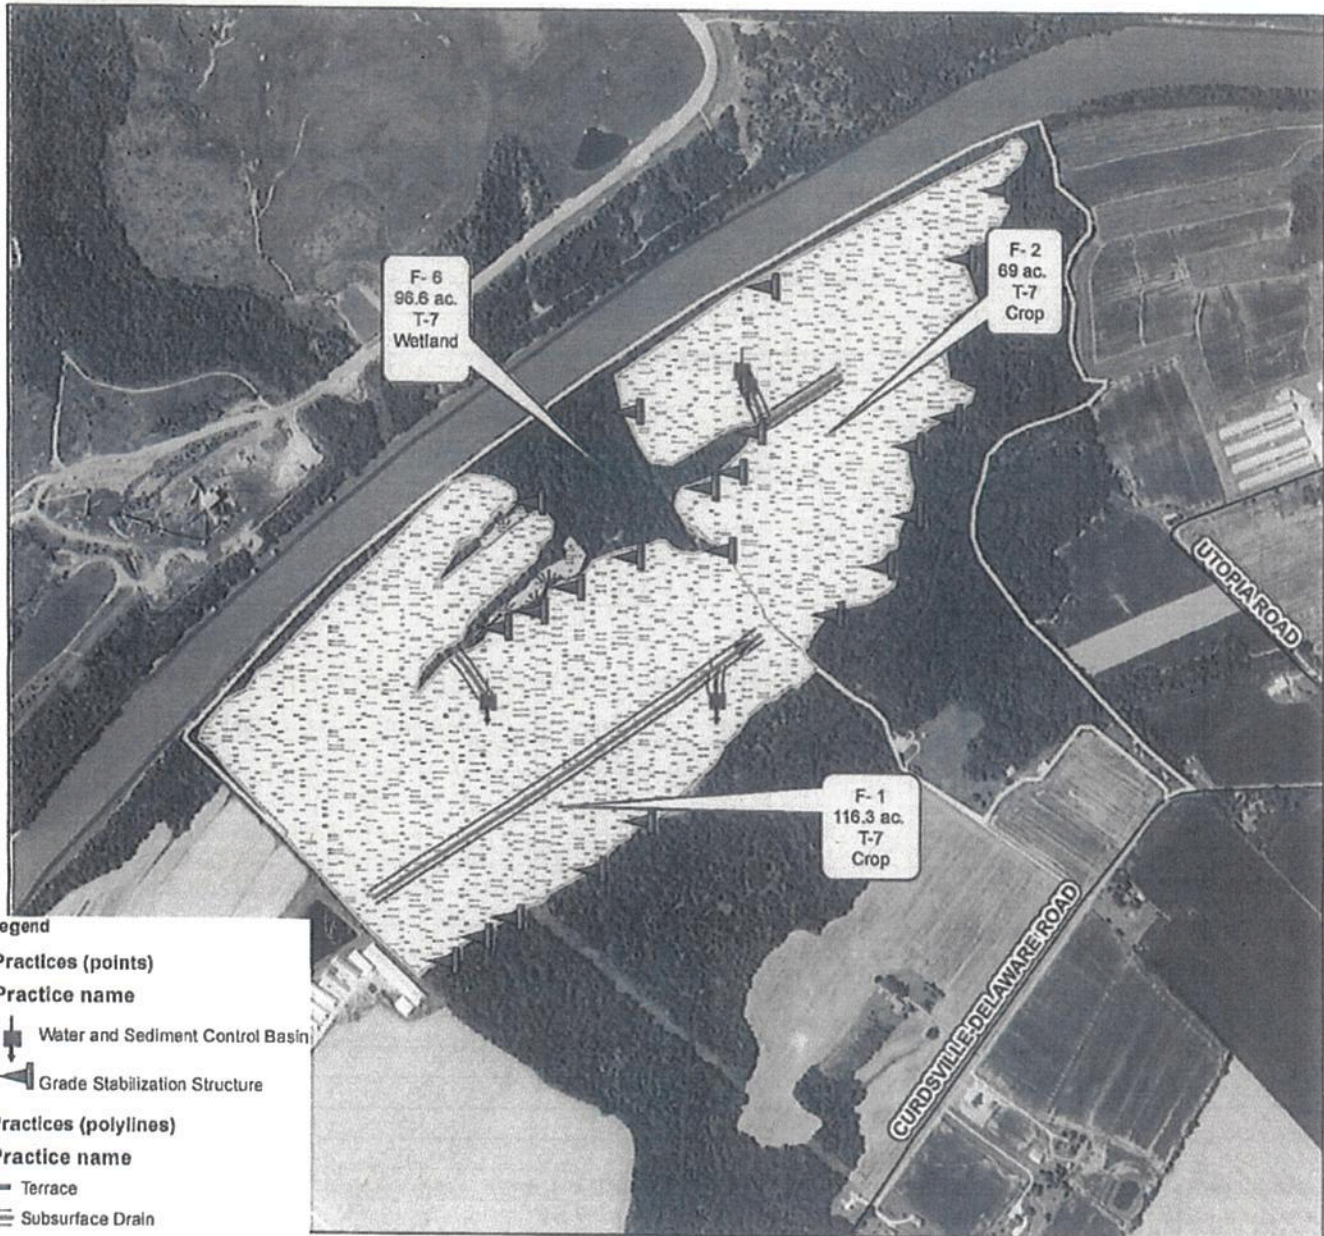 F- 6
96.6 ac.
T-7
Wetland
F- 2
69 ac.
T-7
Crop
UTOPIA ROAD
F- 1
116.3 ac.
T-7
Crop
CURDSVILLE-DELAWARE ROAD
egend
Practices (points)
Practice name
Water and Sediment Control Basin
Grade Stabilization Structure
Practices (polylines)
Practice name
Terrace
Subsurface Drain